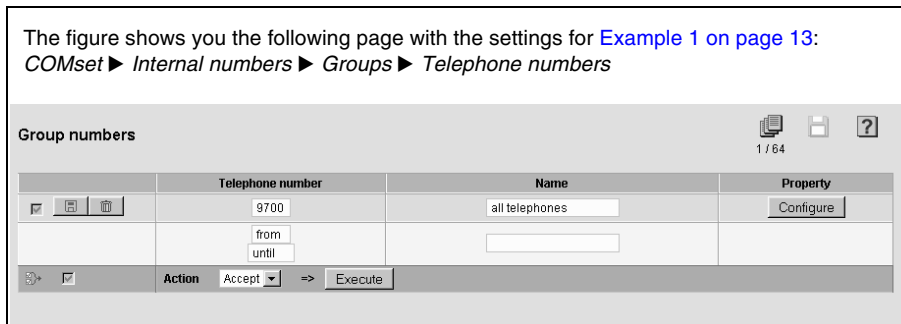 The figure shows you the following page with the settings for Example 1 on page 13:
COMset ▶ Internal numbers ▶ Groups ▶ Telephone numbers
Group numbers
1 / 64
?
Telephone number Name Property
9700 all telephones Configure
from
until
Action Accept => Execute